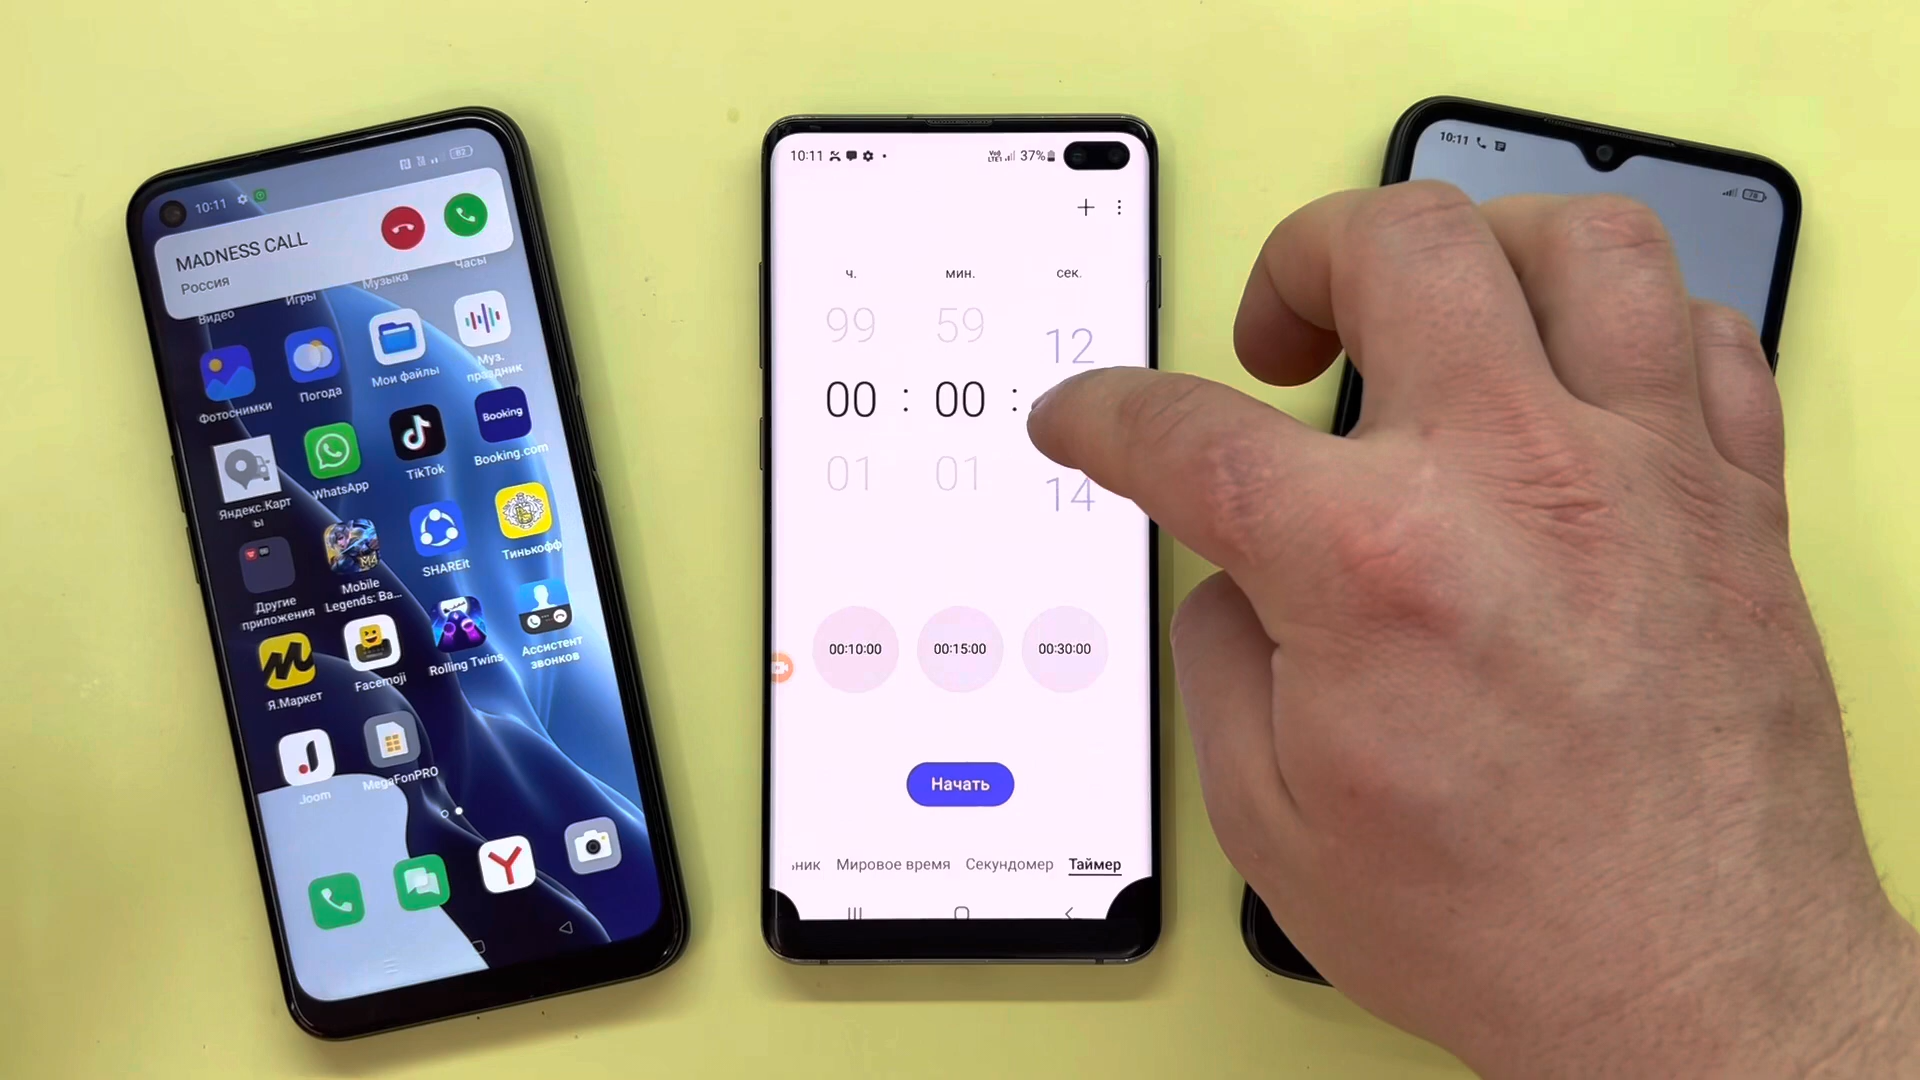 10:11
82
MADNESS CALL
Россия
Видео
Игры
Музыка
Часы
Фотоснимки
Погода
Мои файлы
Муз.
праздник
Яндекс.Карт
ы
WhatsApp
TikTok
Booking
Booking.com
Другие
приложения
Mobile
Legends: Ba...
SHAREit
Тинькофф
Я.Маркет
Facemoji
Rolling Twins
Ассистент
звонков
Joom
MegaFonPRO
10:11
37%
ч.
мин.
сек.
99
59
12
00 : 00 :
01
01
14
00:10:00
00:15:00
00:30:00
Начать
ьник
Мировое время
Секундомер
Таймер
10:11
78